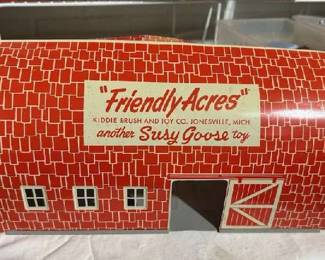 "Friendly Acres"
KIDDIE BRUSH AND TOY CO. JONESVILLE, MICH
another Susy Goose toy